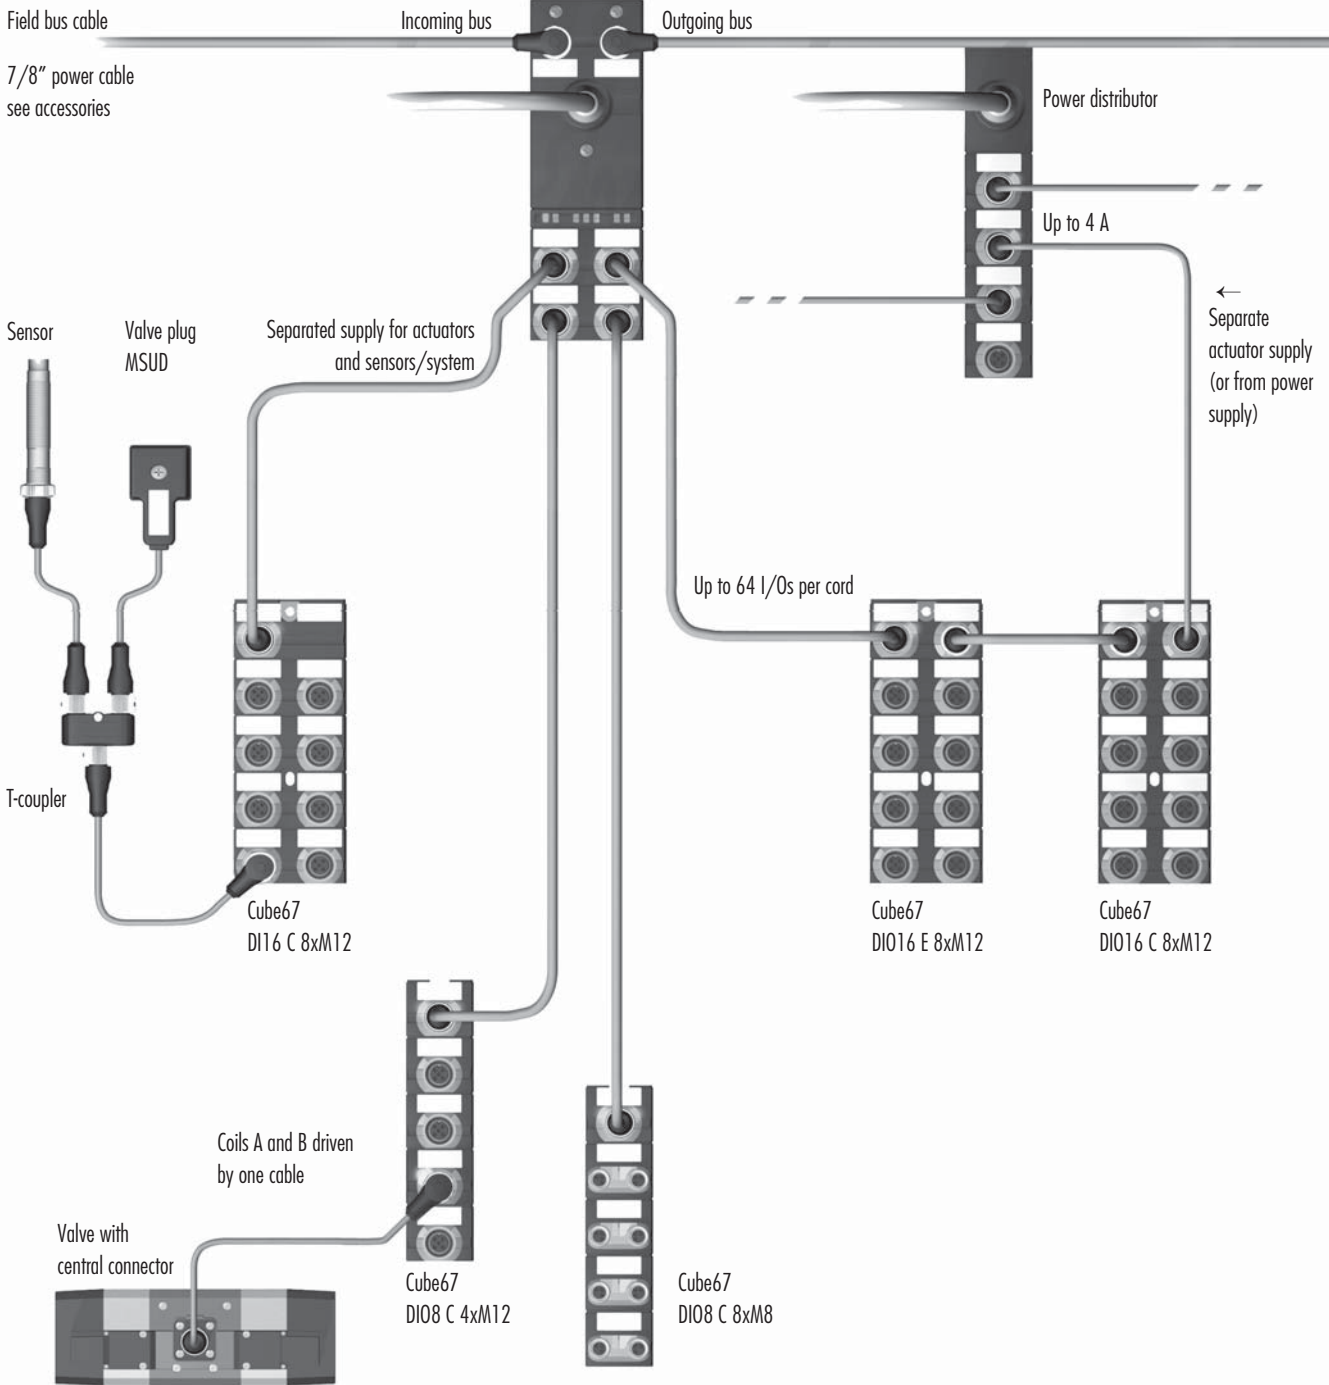 Field bus cable
Incoming bus
Outgoing bus
7/8” power cable
see accessories
Power distributor
Up to 4 A
←
Separate
actuator supply
(or from power
supply)
Sensor
Valve plug
MSUD
Separated supply for actuators
and sensors/system
Up to 64 I/Os per cord
T-coupler
Cube67
DI16 C 8xM12
Cube67
DIO16 E 8xM12
Cube67
DIO16 C 8xM12
Coils A and B driven
by one cable
Valve with
central connector
Cube67
DIO8 C 4xM12
Cube67
DIO8 C 8xM8